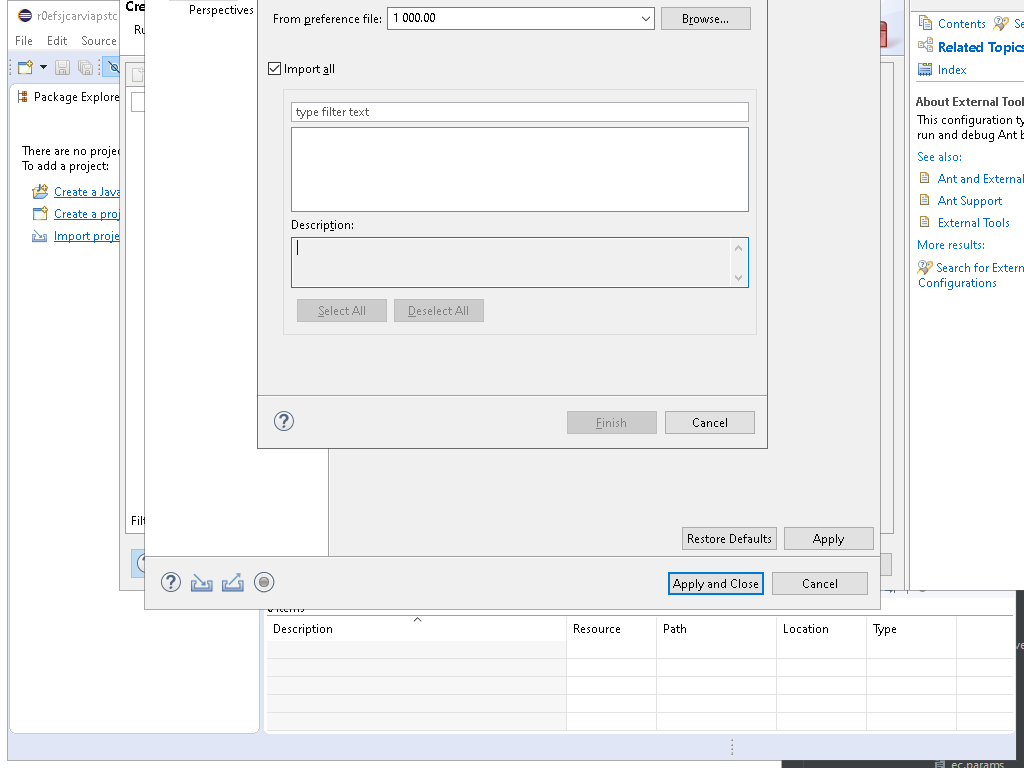 r0efsjcarviapstc
File Edit Source
Package Explore
There are no projec
To add a project:
Create a Java
Create a proj
Import proje
Cre
Ru
Filt
Perspectives
From preference file: 1 000.00 Browse...
Import all
type filter text
Description:
Select All Deselect All
Finish Cancel
Restore Defaults Apply
Apply and Close Cancel
Contents Se
Related Topics
Index
About External Tool
This configuration ty
run and debug Ant b
See also:
Ant and External
Ant Support
External Tools
More results:
Search for Extern
Configurations
items
Description Resource Path Location Type
ve
ec.params